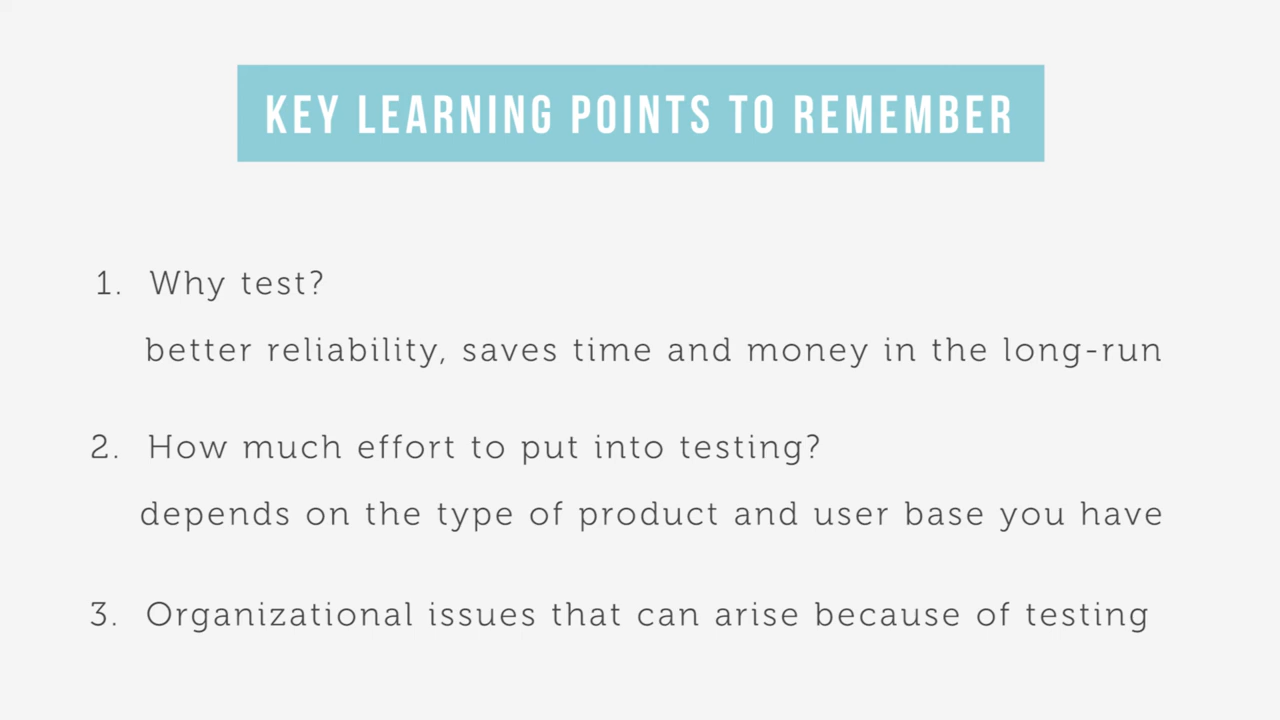 KEY LEARNING POINTS TO REMEMBER
1. Why test?
better reliability, saves time and money in the long-run
2. How much effort to put into testing?
depends on the type of product and user base you have
3. Organizational issues that can arise because of testing